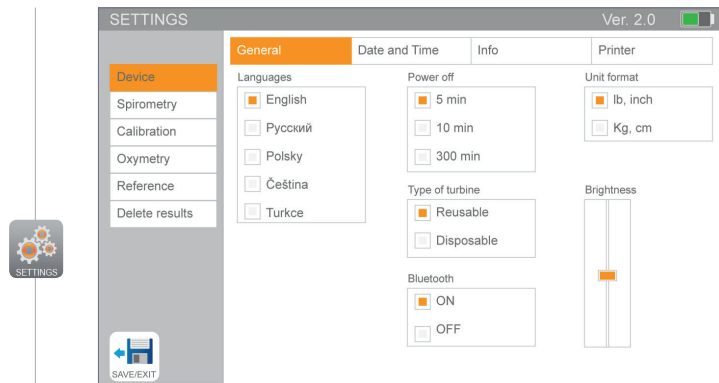 SETTINGS
Ver. 2.0
General
Date and Time
Info
Printer
Device
Spirometry
Calibration
Oxymetry
Reference
Delete results
Languages
English
Русский
Polsky
Čeština
Turkce
Power off
5 min
10 min
300 min
Type of turbine
Reusable
Disposable
Bluetooth
ON
OFF
Unit format
lb, inch
Kg, cm
Brightness
SETTINGS
SAVE/EXIT